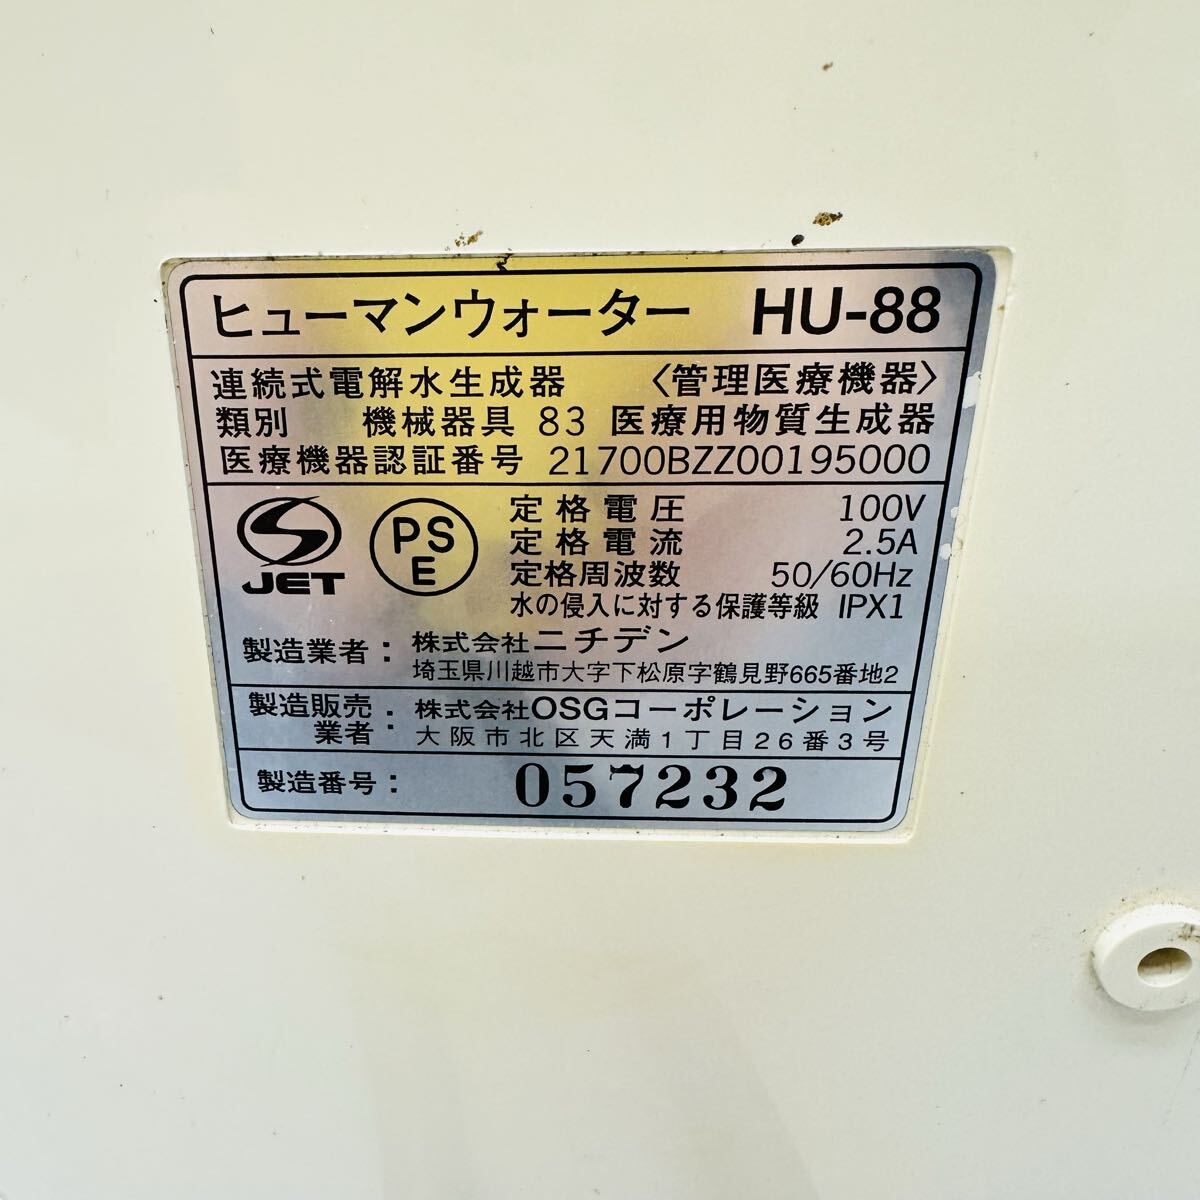 ヒューマンウォーター HU-88
連続式電解水生成器 〈管理医療機器〉
類別 機械器具 83 医療用物質生成器
医療機器認証番号 21700BZZ00195000
JET
PS
E
定格電圧 100V
定格電流 2.5A
定格周波数 50/60Hz
水の侵入に対する保護等級 IPX1
製造業者: 株式会社ニチデン
埼玉県川越市大字下松原字鶴見野665番地2
製造販売業者: 株式会社OSGコーポレーション
大阪市北区天満1丁目26番3号
製造番号: 057232